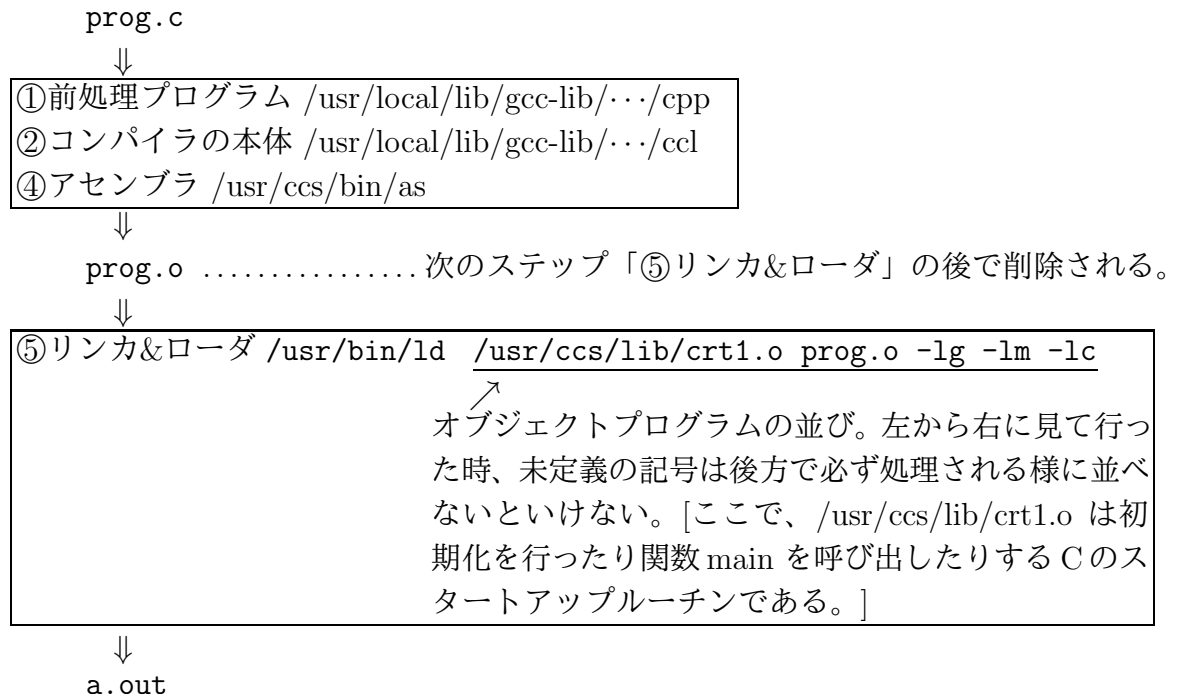 prog.c
⇓
①前処理プログラム /usr/local/lib/gcc-lib/···/cpp
②コンパイラの本体 /usr/local/lib/gcc-lib/···/ccl
④アセンブラ /usr/ccs/bin/as
⇓
prog.o ................ 次のステップ「⑤リンカ&ローダ」の後で削除される。
⇓
⑤リンカ&ローダ /usr/bin/ld /usr/ccs/lib/crt1.o prog.o -lg -lm -lc
↗
オブジェクトプログラムの並び。左から右に見て行っ
た時、未定義の記号は後方で必ず処理される様に並べ
ないといけない。[ここで、/usr/ccs/lib/crt1.o は初
期化を行ったり関数 main を呼び出したりする C のス
タートアップルーチンである。]
⇓
a.out